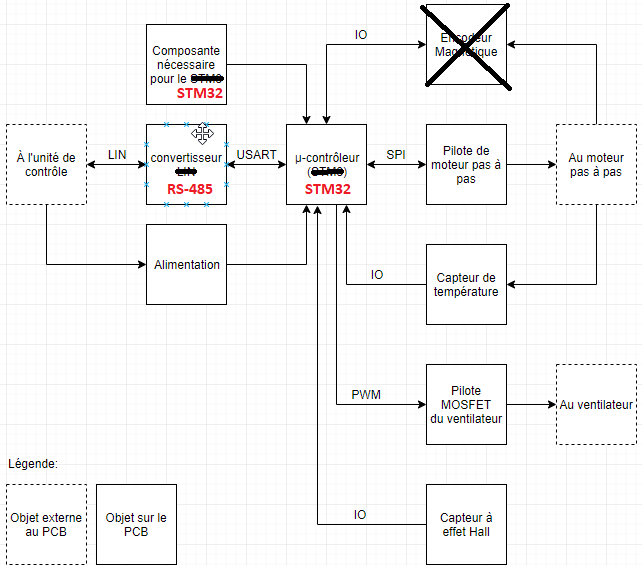 Composante
nécessaire
pour le STM8
STM32
IO
Encodeur
Magnétique
À l'unité de
contrôle
LIN
convertisseur
LIN
RS-485
USART
µ-contrôleur
(STM8)
STM32
SPI
Pilote de
moteur pas à
pas
Au moteur
pas à pas
Alimentation
IO
Capteur de
température
PWM
Pilote
MOSFET
du ventilateur
Au ventilateur
Légende:
Objet externe
au PCB
Objet sur le
PCB
IO
Capteur à
effet Hall